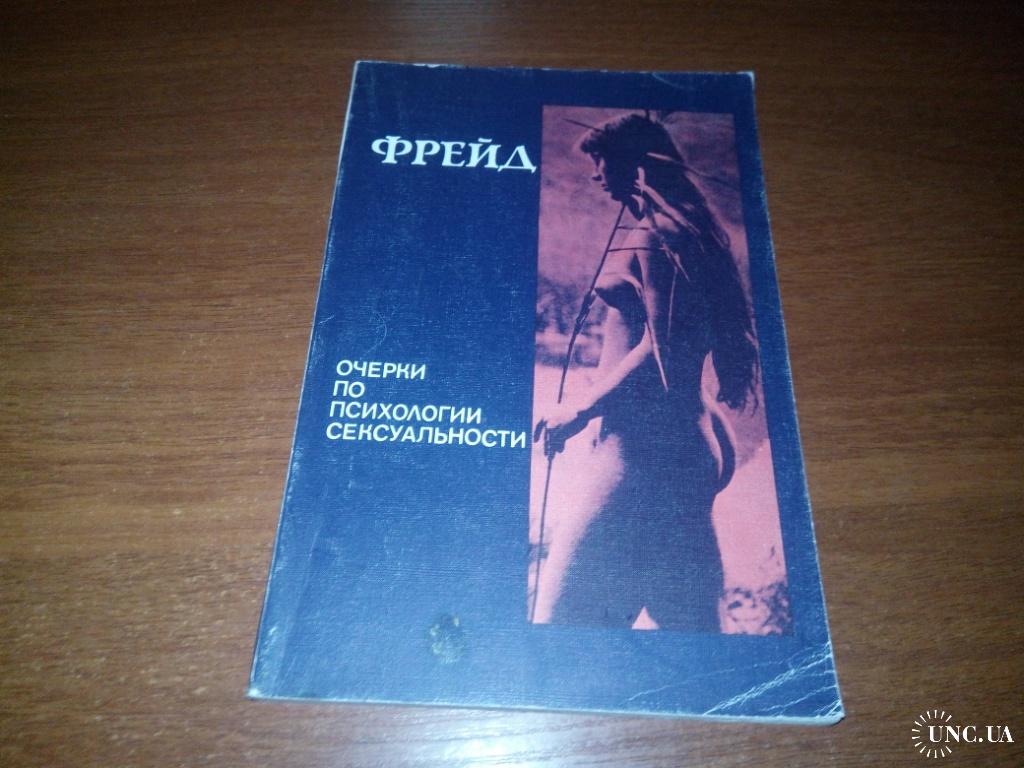 ФРЕЙД
ОЧЕРКИ
ПО
ПСИХОЛОГИИ
СЕКСУАЛЬНОСТИ
UNC.UA